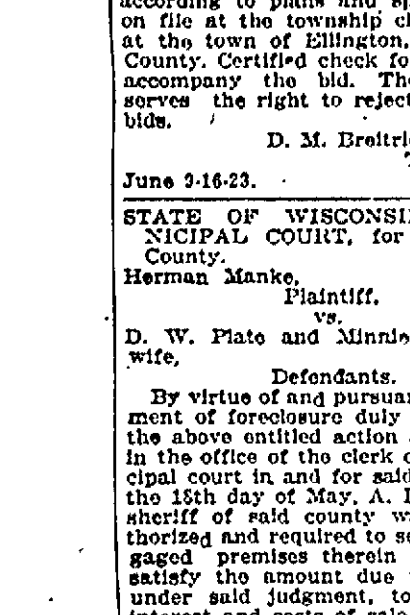 according to plans and sp
on file at the township cl
at the town of Ellington,
County. Certified check fo
accompany the bid. The
serves the right to reject
bids.
D. M. Breitri
June 9-16-23.
STATE OF WISCONSI
NICIPAL COURT, for
County.
Herman Manke,
Plaintiff,
vs.
D. W. Plate and Minnie
wife,
Defendants.
By virtue of and pursuan
ment of foreclosure duly
the above entitled action
in the office of the clerk o
cipal court in and for said
the 18th day of May, A. D
sheriff of said county w
thorized and required to se
gaged premises therein
satisfy the amount due
under said judgment, to
interest and costs of sale